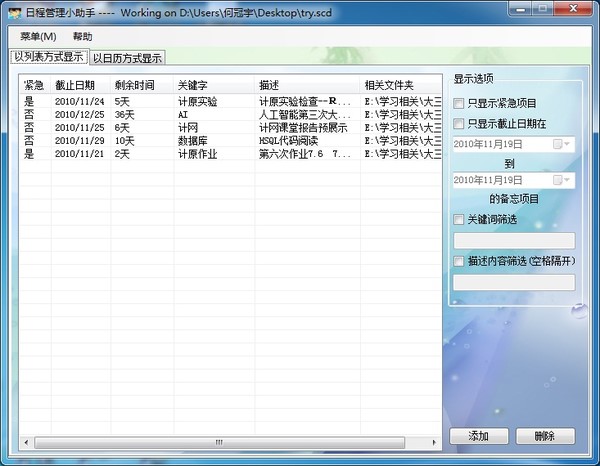 日程管理小助手 ---- Working on D:\Users\何冠宇\Desktop\try.scd
菜单(M) 帮助
以列表方式显示 以日历方式显示
紧急 截止日期 剩余时间 关键字 描述 相关文件夹
是 2010/11/24 5天 计原实验 计原实验检查--R... E:\学习相关\大三
否 2010/12/25 36天 AI 人工智能第三次大... E:\学习相关\大三
否 2010/11/25 6天 计网 计网课堂报告预展示 E:\学习相关\大三
否 2010/11/29 10天 数据库 HSQL代码阅读 E:\学习相关\大三
是 2010/11/21 2天 计原作业 第六次作业7.6 7... E:\学习相关\大三
显示选项
只显示紧急项目
只显示截止日期在
2010年11月19日
到
2010年11月19日
的备忘项目
关键词筛选
描述内容筛选(空格隔开)
添加 删除